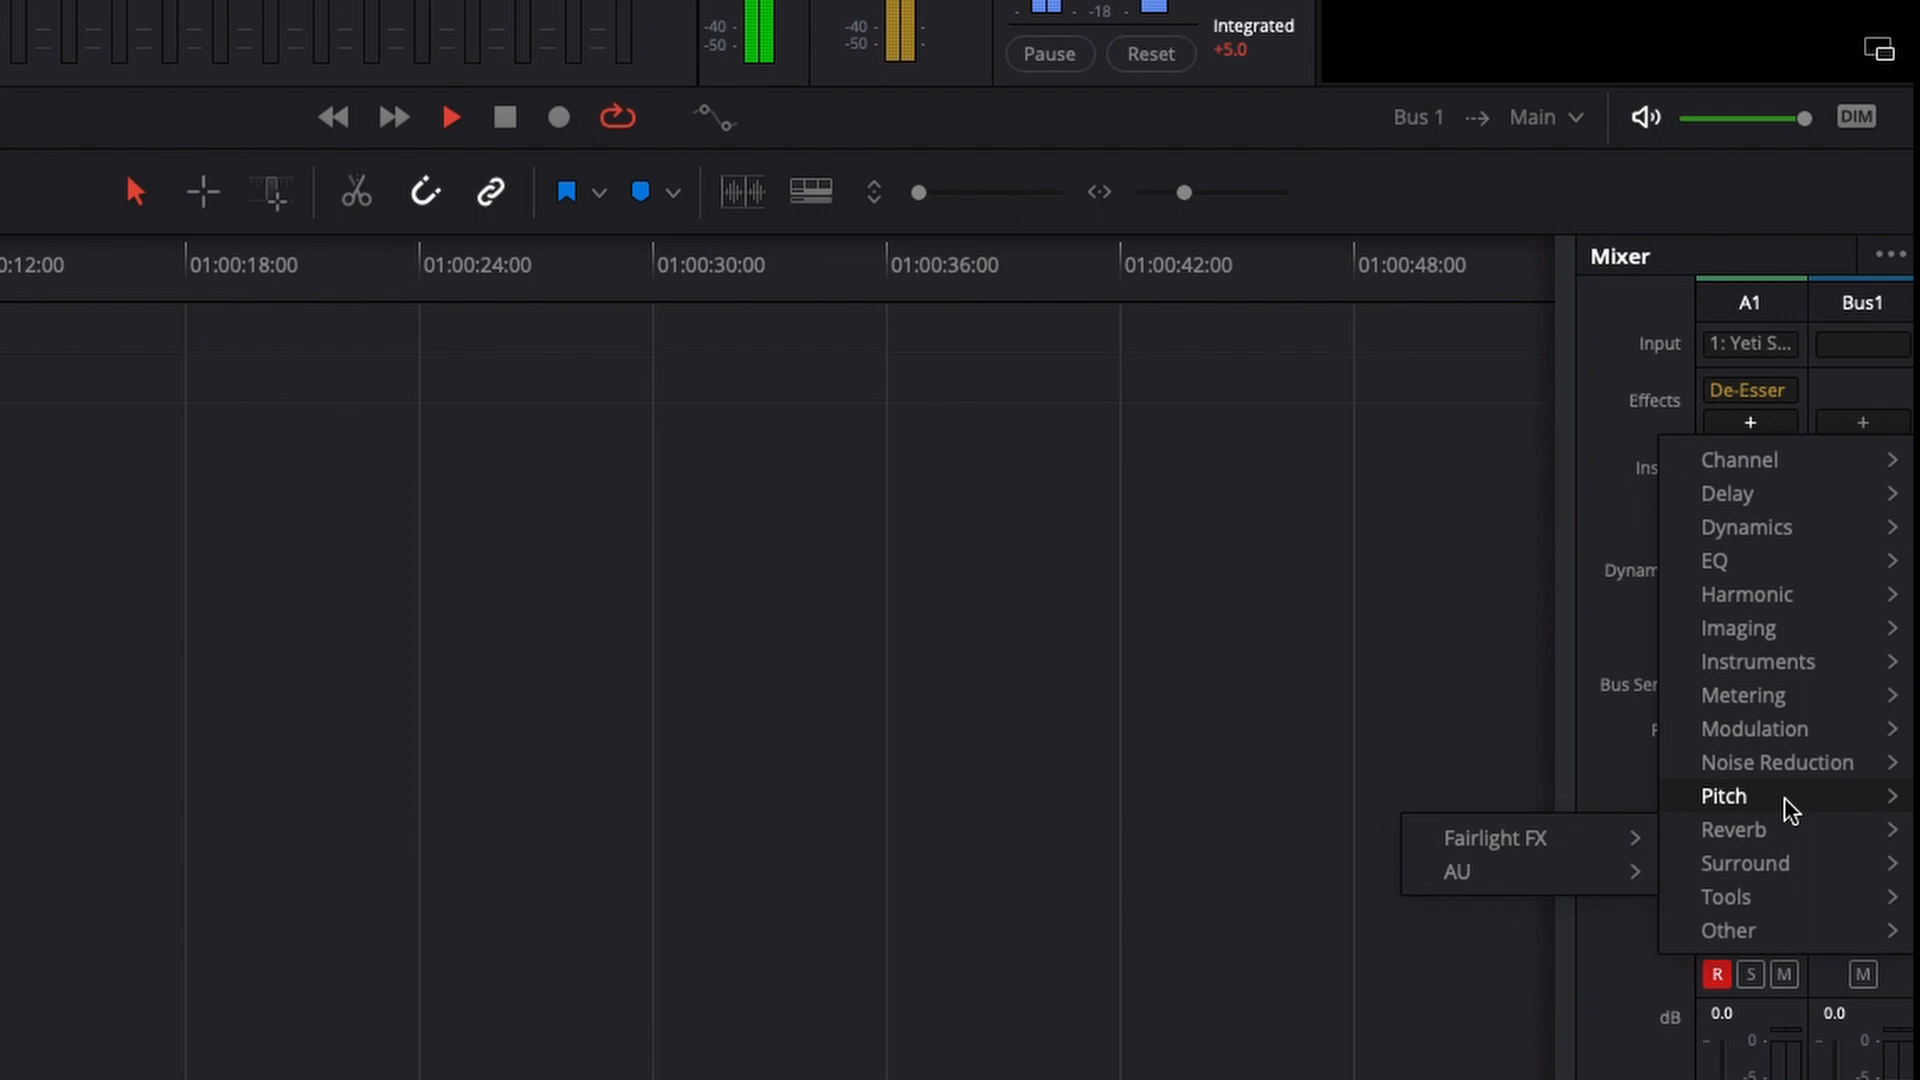 -40 -
-50 -
-40 -
-50 -
- -18 -
Integrated
+5.0
Pause
Reset
Bus 1
Main
DIM
0:12:00
01:00:18:00
01:00:24:00
01:00:30:00
01:00:36:00
01:00:42:00
01:00:48:00
Mixer
A1
Bus1
Input
1: Yeti S...
Effects
De-Esser
+
+
Ins
Dynam
Bus Ser
Channel
Delay
Dynamics
EQ
Harmonic
Imaging
Instruments
Metering
Modulation
Noise Reduction
Pitch
Reverb
Surround
Tools
Other
Fairlight FX
AU
R
S
M
M
dB
0.0
0.0
0
0
-5
-5